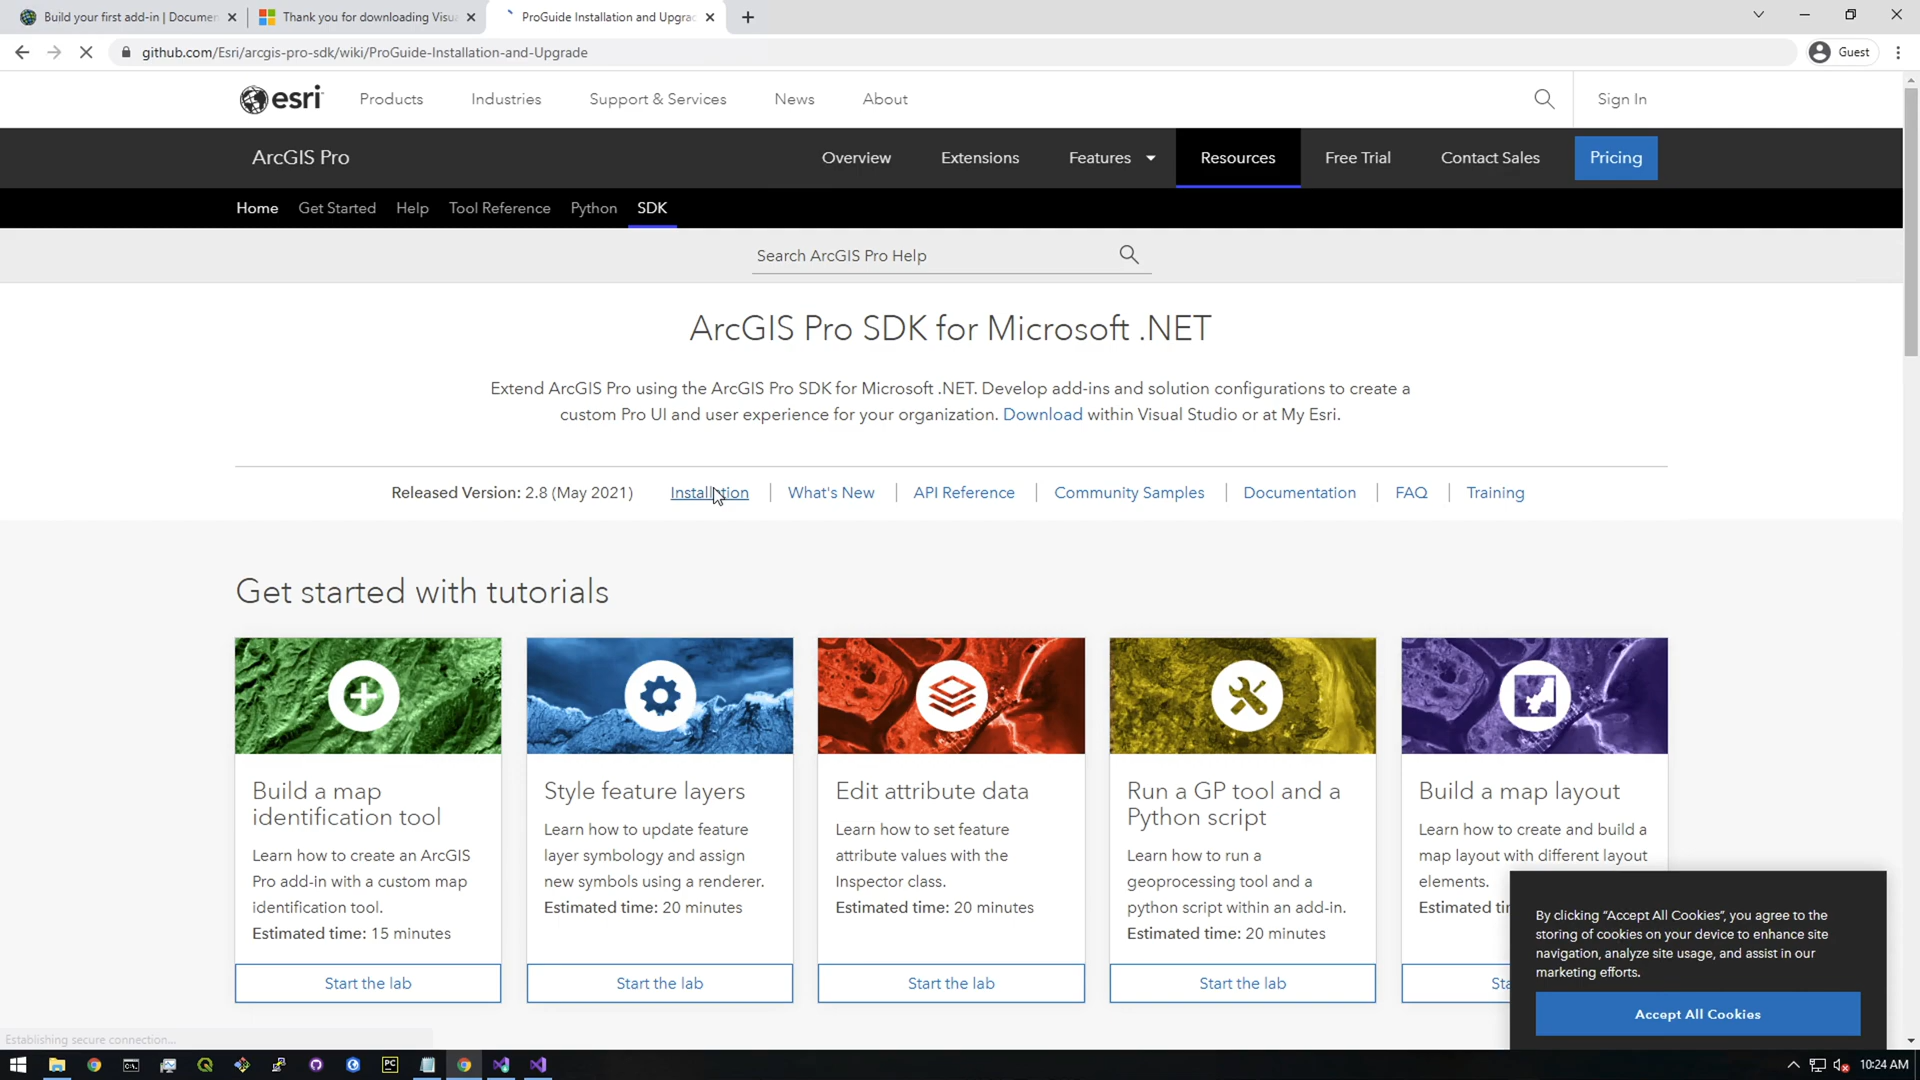 Build your first add-in | Documen
Thank you for downloading Visu
ProGuide Installation and Upgra
github.com/Esri/arcgis-pro-sdk/wiki/ProGuide-Installation-and-Upgrade
Guest
esri
Products
Industries
Support & Services
News
About
Sign In
ArcGIS Pro
Overview
Extensions
Features
Resources
Free Trial
Contact Sales
Pricing
Home
Get Started
Help
Tool Reference
Python
SDK
Search ArcGIS Pro Help
ArcGIS Pro SDK for Microsoft .NET
Extend ArcGIS Pro using the ArcGIS Pro SDK for Microsoft .NET. Develop add-ins and solution configurations to create a
custom Pro UI and user experience for your organization. Download within Visual Studio or at My Esri.
Released Version: 2.8 (May 2021)
Installation
What's New
API Reference
Community Samples
Documentation
FAQ
Training
Get started with tutorials
Build a map
identification tool
Learn how to create an ArcGIS
Pro add-in with a custom map
identification tool.
Estimated time: 15 minutes
Start the lab
Style feature layers
Learn how to update feature
layer symbology and assign
new symbols using a renderer.
Estimated time: 20 minutes
Start the lab
Edit attribute data
Learn how to set feature
attribute values with the
Inspector class.
Estimated time: 20 minutes
Start the lab
Run a GP tool and a
Python script
Learn how to run a
geoprocessing tool and a
python script within an add-in.
Estimated time: 20 minutes
Start the lab
Build a map layout
Learn how to create and build a
map layout with different layout
elements.
Estimated ti
Sta
By clicking “Accept All Cookies”, you agree to the
storing of cookies on your device to enhance site
navigation, analyze site usage, and assist in our
marketing efforts.
Accept All Cookies
Establishing secure connection...
PC
10:24 AM